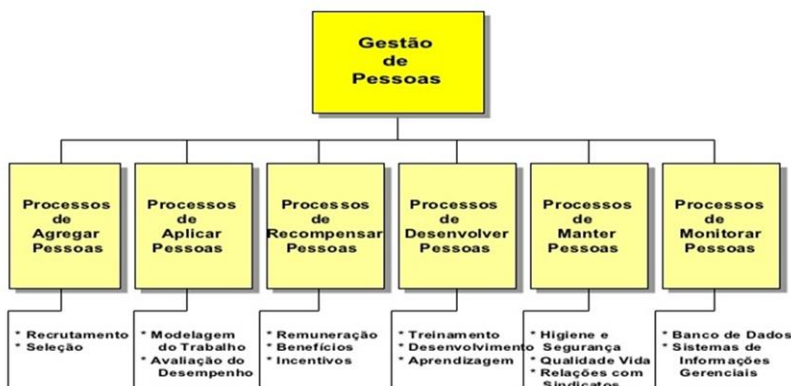 Gestão
de
Pessoas
Processos
de
Agregar
Pessoas
Processos
de
Aplicar
Pessoas
Processos
de
Recompensar
Pessoas
Processos
de
Desenvolver
Pessoas
Processos
de
Manter
Pessoas
Processos
de
Monitorar
Pessoas
* Recrutamento
* Seleção
* Modelagem
do Trabalho
* Avaliação do
Desempenho
* Remuneração
* Benefícios
* Incentivos
* Treinamento
* Desenvolvimento
* Aprendizagem
* Higiene e
Segurança
* Qualidade Vida
* Relações com
Sindicatos
* Banco de Dados
* Sistemas de
Informações
Gerenciais